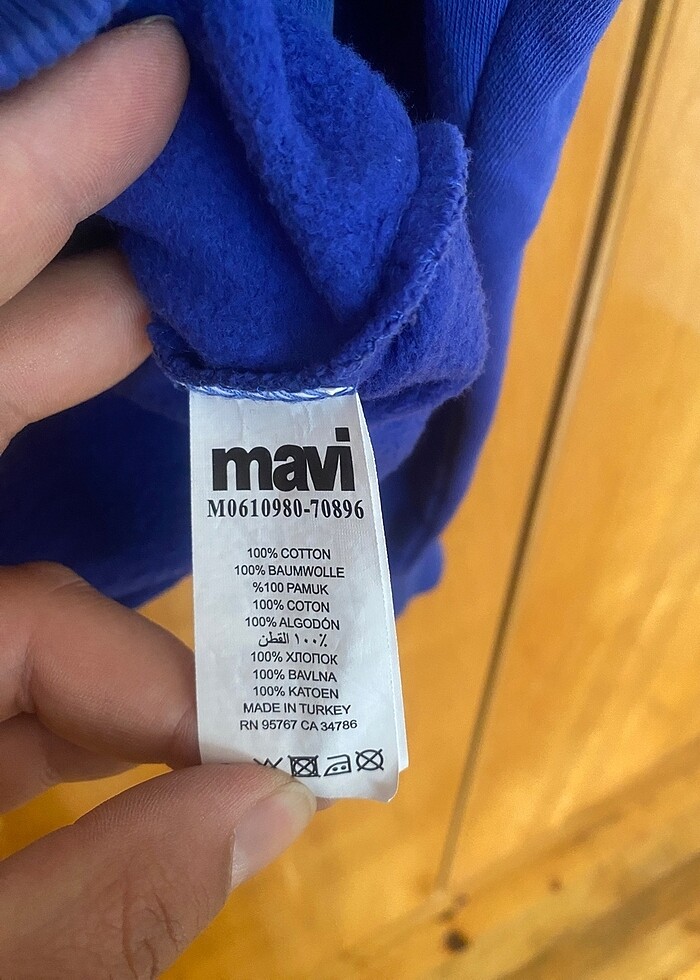 mavi
M0610980-70896
100% COTTON
100% BAUMWOLLE
%100 PAMUK
100% COTON
100% ALGODÓN
١٠٠٪ القطن
100% ХЛОПОК
100% BAVLNA
100% KATOEN
MADE IN TURKEY
RN 95767 CA 34786